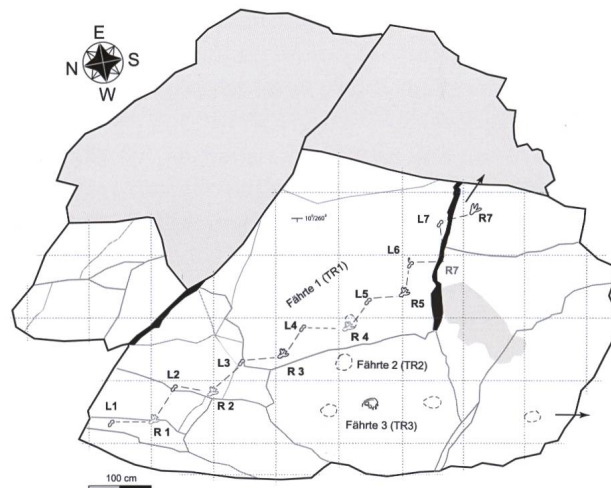 E
N S
W
10°/260°
L7
R7
L6
R7
Fährte 1 (TR1)
L5
R5
L4
R 4
L3
R 3
Fährte 2 (TR2)
L2
R 2
L1
R 1
Fährte 3 (TR3)
100 cm